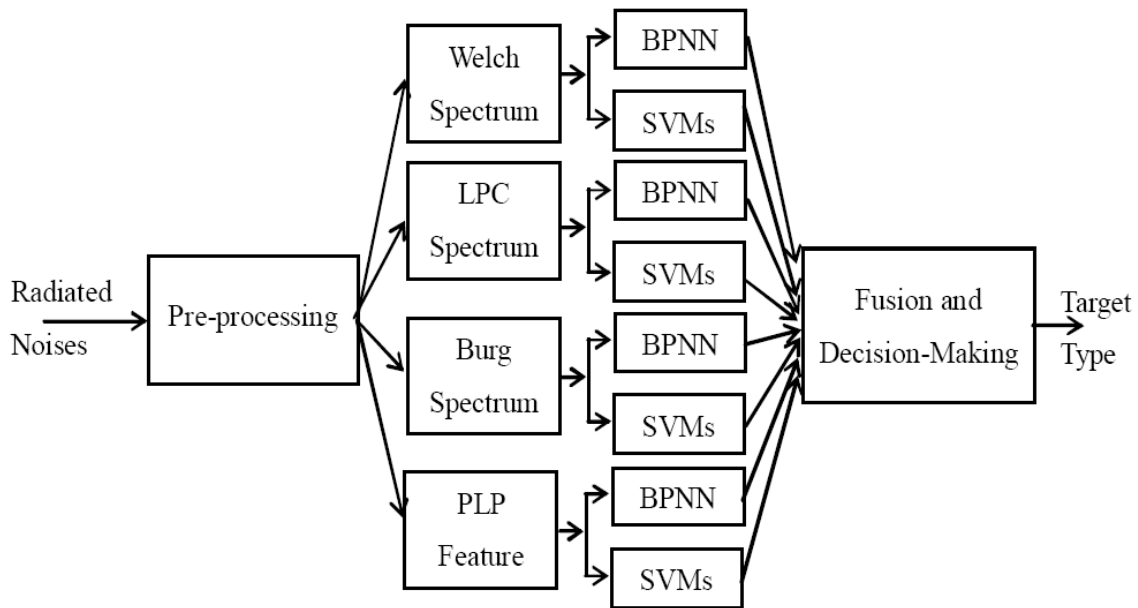 Radiated
Noises
Pre-processing
Welch
Spectrum
BPNN
SVMs
LPC
Spectrum
BPNN
SVMs
Burg
Spectrum
BPNN
SVMs
PLP
Feature
BPNN
SVMs
Fusion and
Decision-Making
Target
Type